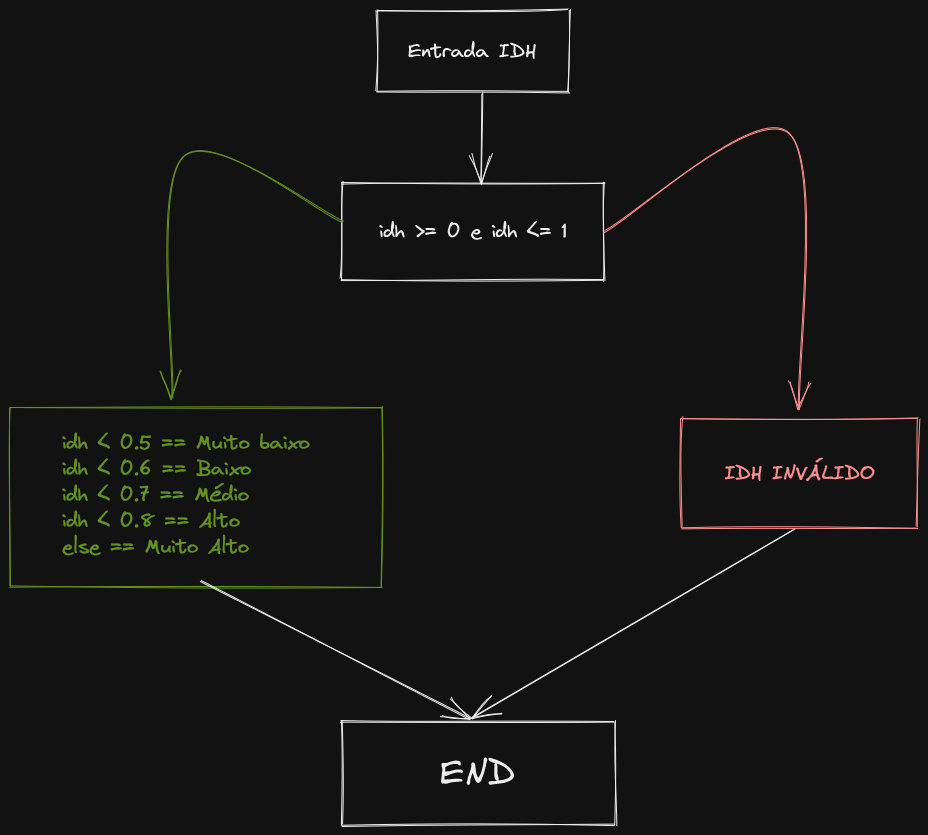 Entrada IDH
idh >= 0 e idh <= 1
idh < 0.5 == Muito baixo
idh < 0.6 == Baixo
idh < 0.7 == Médio
idh < 0.8 == Alto
else == Muito Alto
IDH INVÁLIDO
END